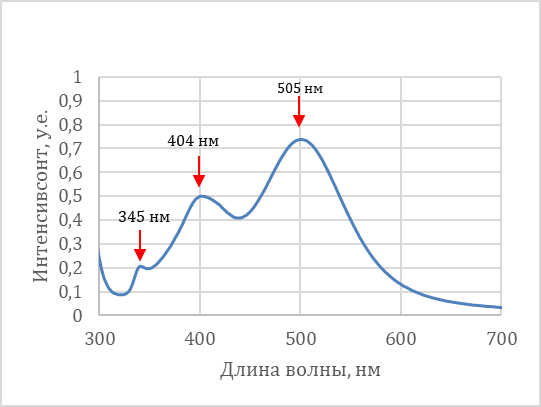 505 нм
404 нм
345 нм
1
0,9
0,8
0,7
0,6
0,5
0,4
0,3
0,2
0,1
0
300 400 500 600 700
Интенсивсонт, у.е.
Длина волны, нм